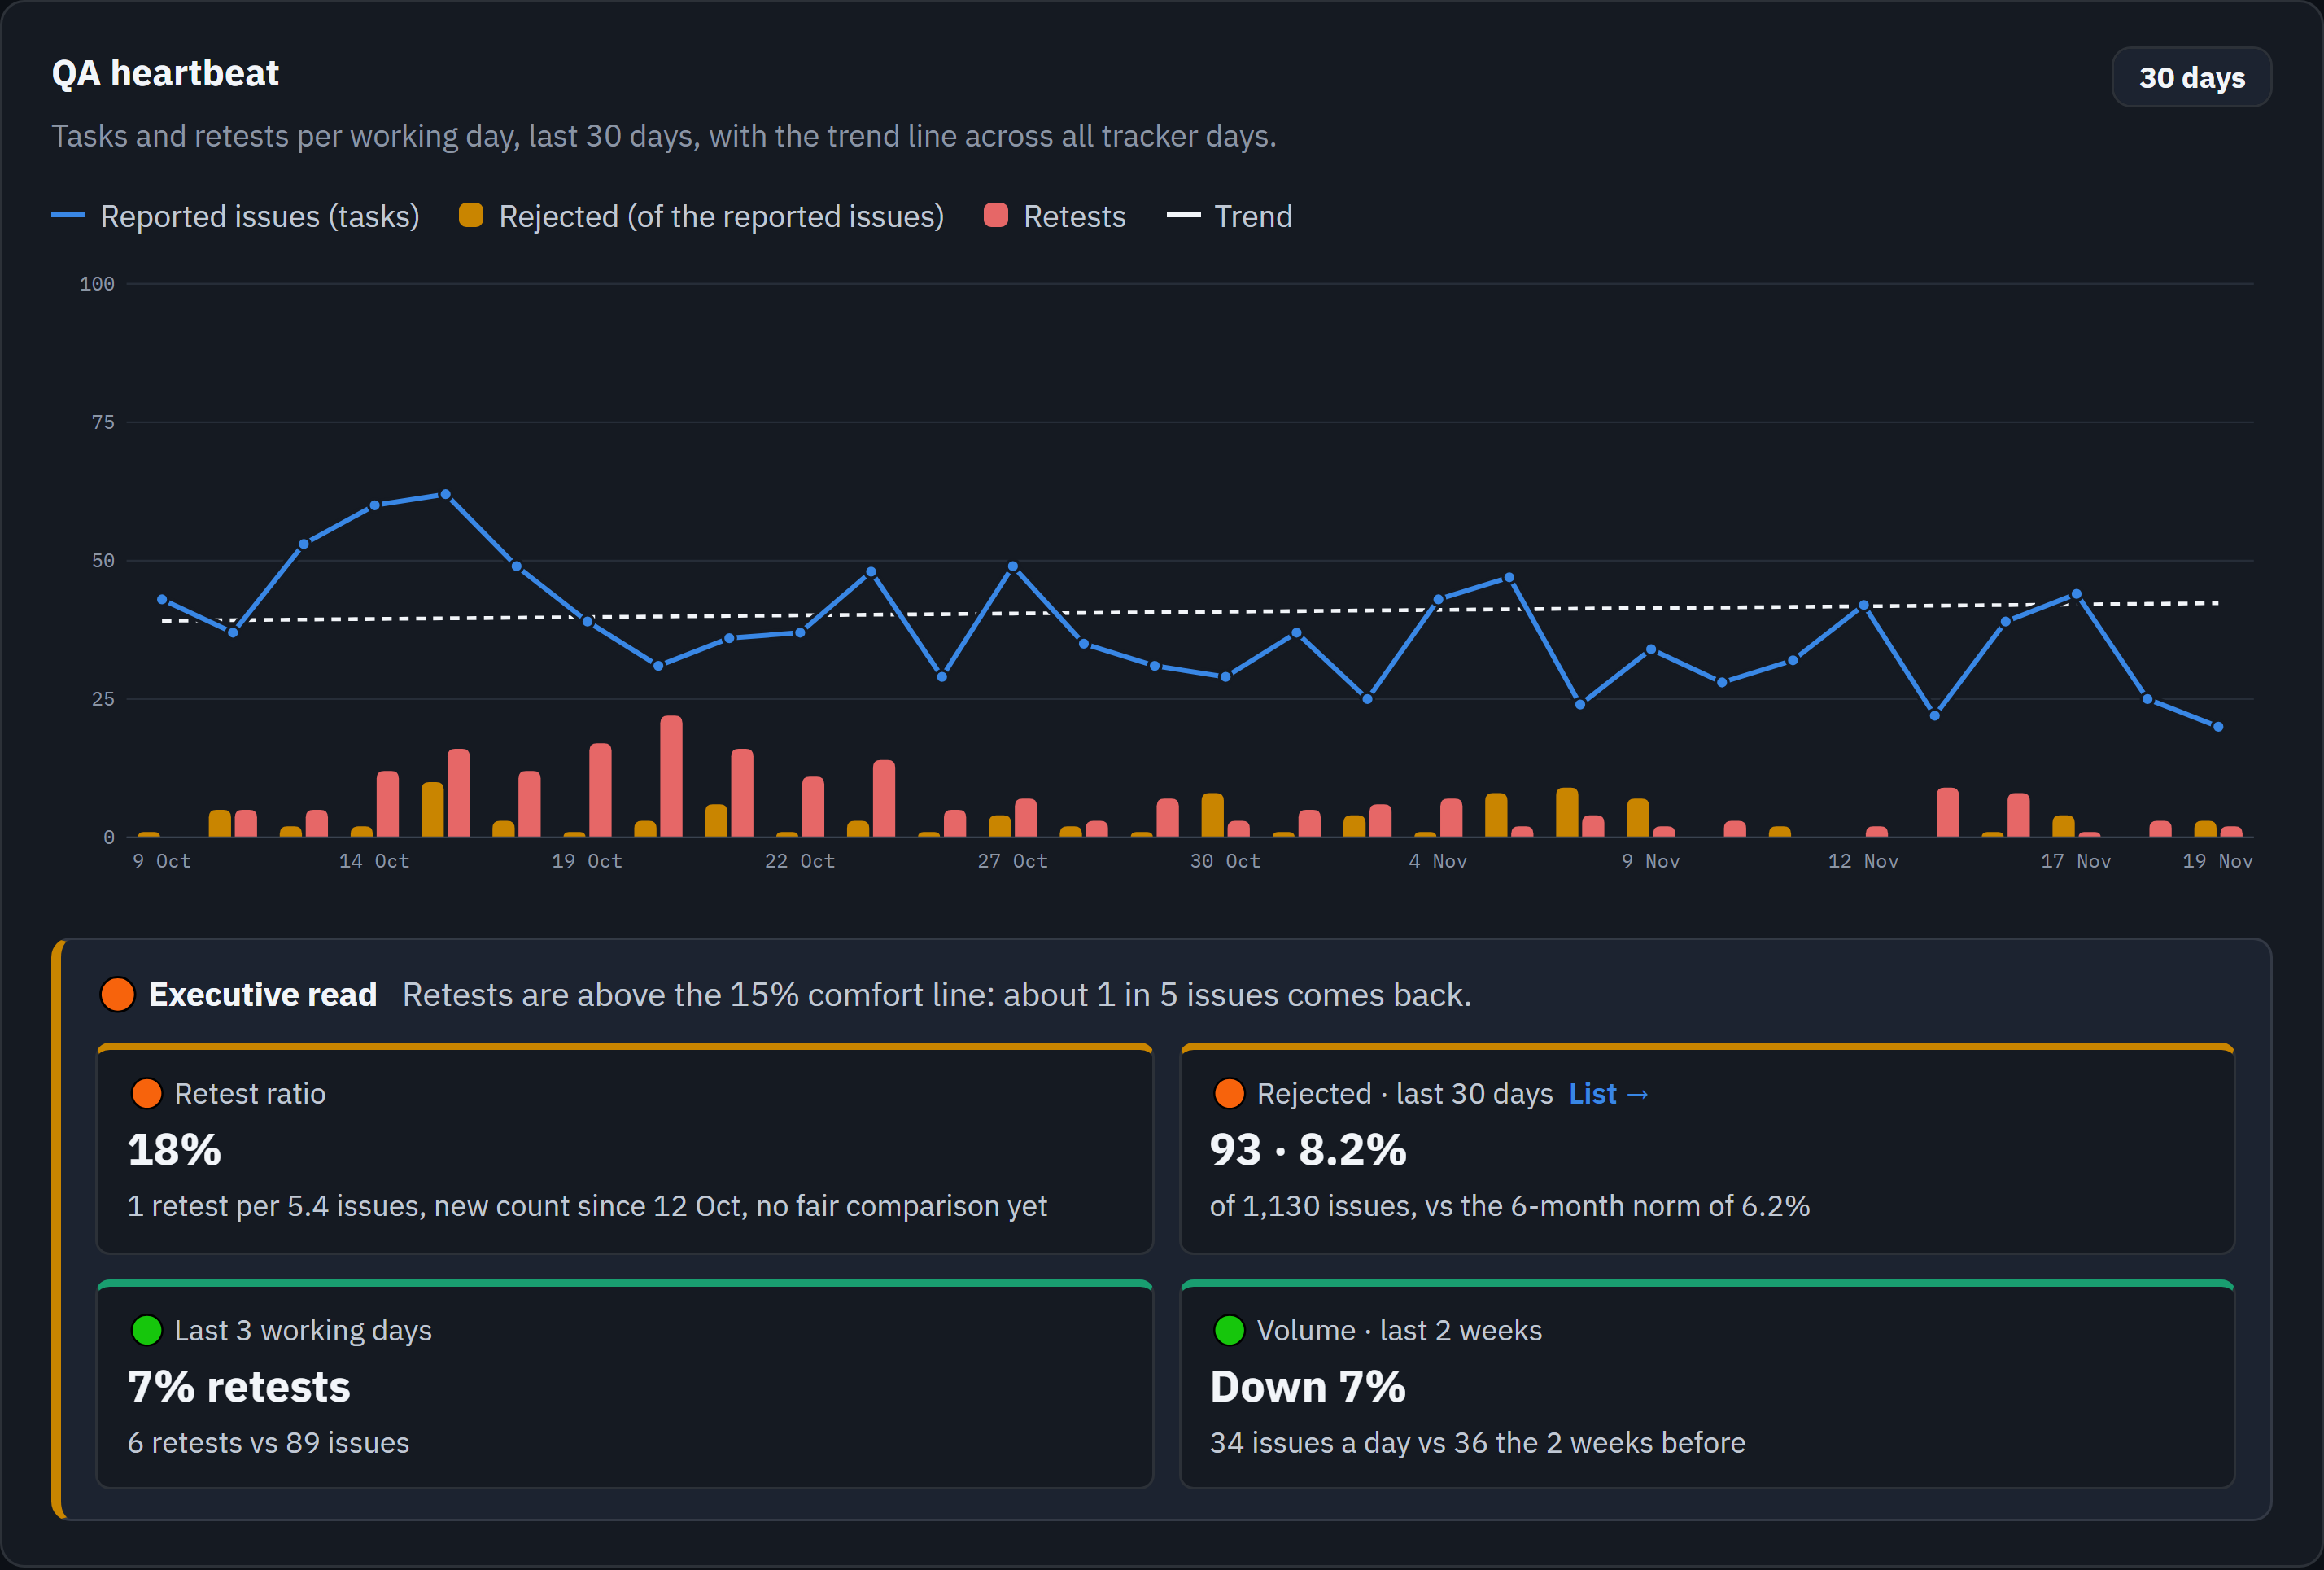 QA heartbeat
30 days
Tasks and retests per working day, last 30 days, with the trend line across all tracker days.
Reported issues (tasks) Rejected (of the reported issues) Retests Trend
100
75
50
25
0
9 Oct 14 Oct 19 Oct 22 Oct 27 Oct 30 Oct 4 Nov 9 Nov 12 Nov 17 Nov 19 Nov
Executive read Retests are above the 15% comfort line: about 1 in 5 issues comes back.
Retest ratio
18%
1 retest per 5.4 issues, new count since 12 Oct, no fair comparison yet
Rejected · last 30 days List →
93 · 8.2%
of 1,130 issues, vs the 6-month norm of 6.2%
Last 3 working days
7% retests
6 retests vs 89 issues
Volume · last 2 weeks
Down 7%
34 issues a day vs 36 the 2 weeks before